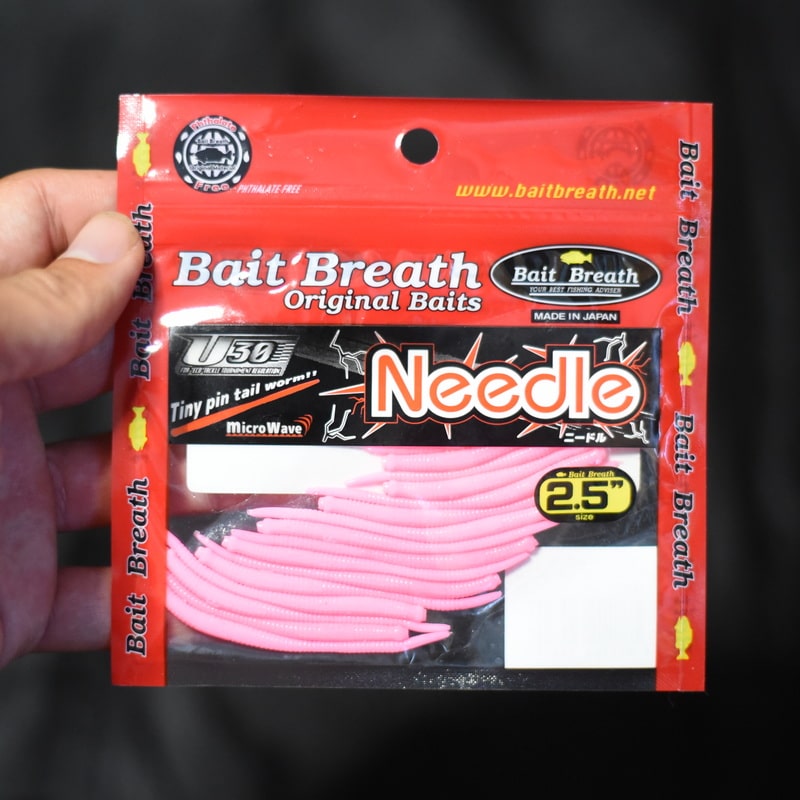 Phthalate
Bait Breath
Free
PHTHALATE FREE
www.baitbreath.net
Bait Breath
Original Baits
Bait Breath
YOUR BEST FISHING ADVISER
MADE IN JAPAN
U30
Tiny pin tail worm!!
MicroWave
Needle
ニードル
Bait Breath
2.5"
size
Bait Breath
Bait Breath
Bait Breath
Bait Breath